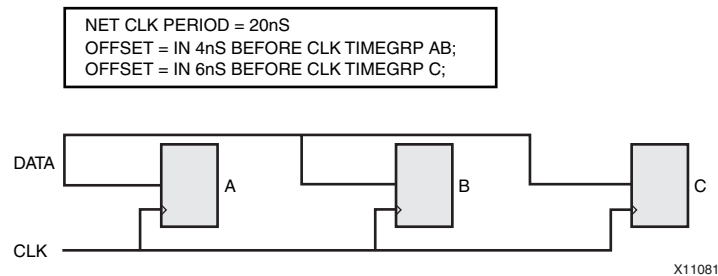 NET CLK PERIOD = 20nS
OFFSET = IN 4nS BEFORE CLK TIMEGRP AB;
OFFSET = IN 6nS BEFORE CLK TIMEGRP C;
DATA
A
B
C
CLK
X11081